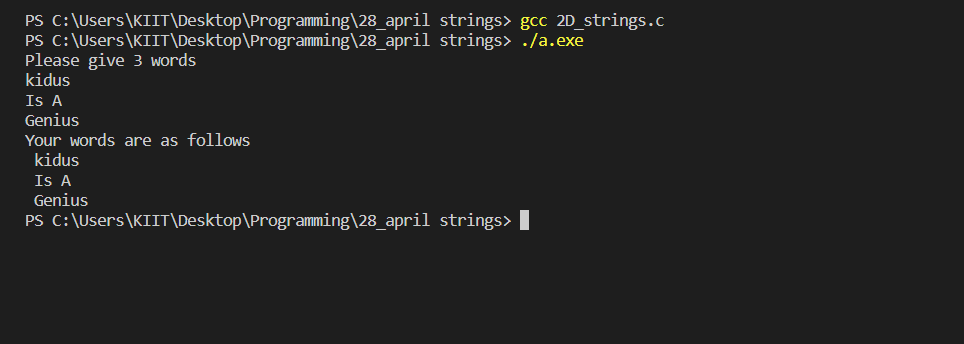 PS C:\Users\KIIT\Desktop\Programming\28_april strings> gcc 2D_strings.c
PS C:\Users\KIIT\Desktop\Programming\28_april strings> ./a.exe
Please give 3 words
kidus
Is A
Genius
Your words are as follows
 kidus
 Is A
 Genius
PS C:\Users\KIIT\Desktop\Programming\28_april strings>